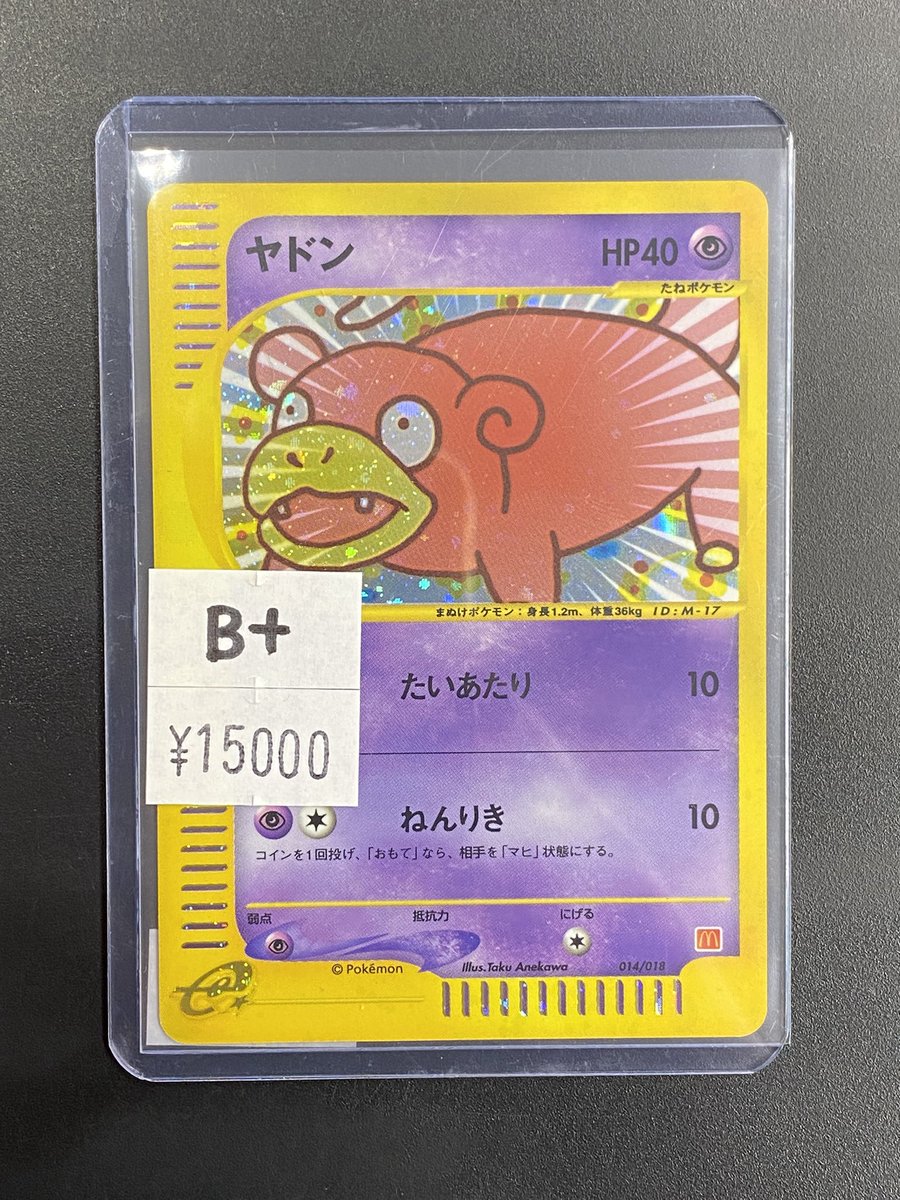 ヤドン HP40
たねポケモン
まぬけポケモン：身長1.2m、体重36kg ID:M-17
B+
¥15000
たいあたり 10
ねんりき 10
コインを1回投げ、「おもて」なら、相手を「マヒ」状態にする。
弱点 抵抗力 にげる
e
© Pokémon Illus.Taku Anekawa 014/018